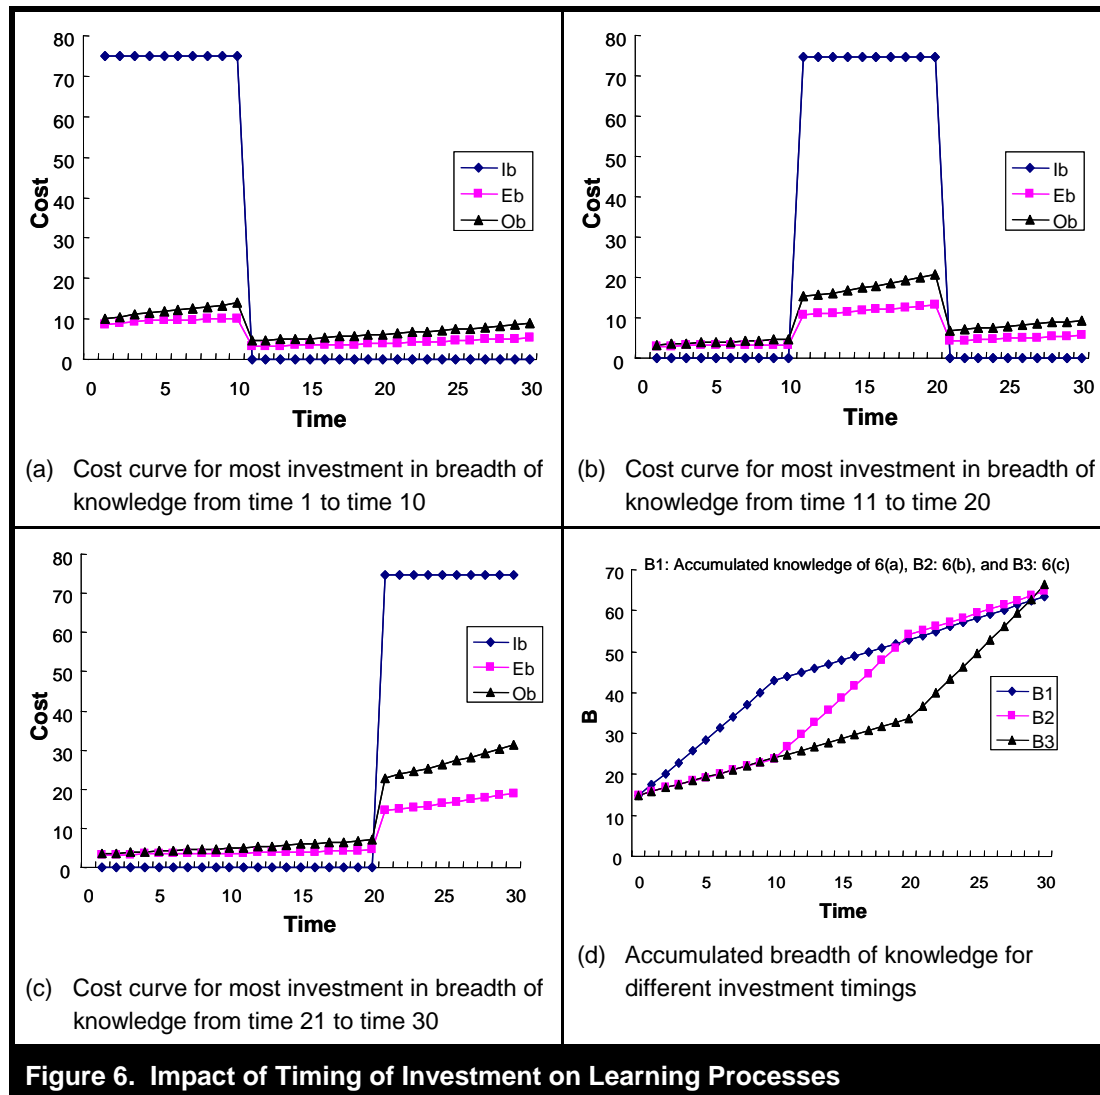 80
70
60
50
40
30
20
10
0
Cost
Ib
Eb
Ob
0 5 10 15 20 25 30
Time
(a) Cost curve for most investment in breadth of
knowledge from time 1 to time 10
80
70
60
50
40
30
20
10
0
Cost
Ib
Eb
Ob
0 5 10 15 20 25 30
Time
(b) Cost curve for most investment in breadth of
knowledge from time 11 to time 20
80
70
60
50
40
30
20
10
0
Cost
Ib
Eb
Ob
0 5 10 15 20 25 30
Time
(c) Cost curve for most investment in breadth of
knowledge from time 21 to time 30
B1: Accumulated knowledge of 6(a), B2: 6(b), and B3: 6(c)
70
60
50
40
30
20
10
0
B
B1
B2
B3
0 5 10 15 20 25 30
Time
(d) Accumulated breadth of knowledge for
different investment timings
Figure 6. Impact of Timing of Investment on Learning Processes